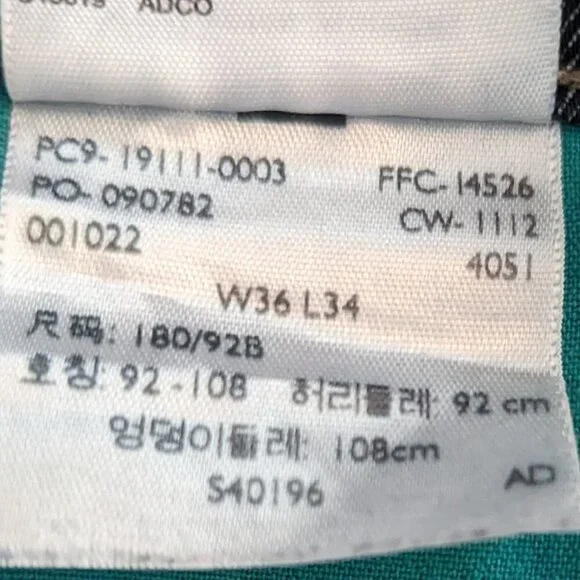 ADCO
PC9-19111-0003 FFC-14526
PO-090782 CW-1112
001022 4051
W36 L34
尺码: 180/92B
호칭: 92-108 허리둘레: 92 cm
엉덩이둘레: 108cm
S40196 AD